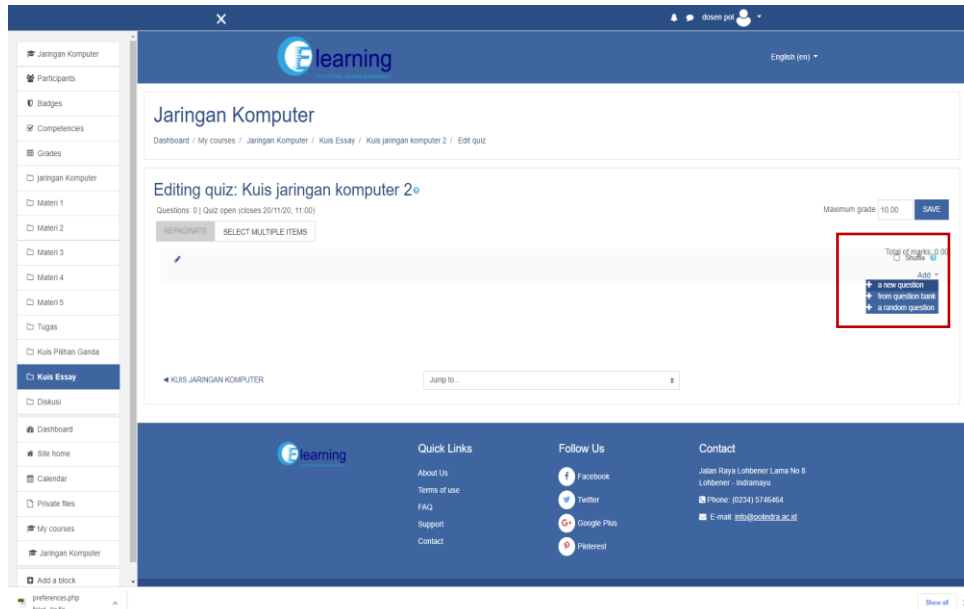 ✕
dosen pol
Jaringan Komputer
Participants
Badges
Competencies
Grades
jaringan Komputer
Materi 1
Materi 2
Materi 3
Materi 4
Materi 5
Tugas
Kuis Pilihan Ganda
Kuis Essay
Diskusi
Dashboard
Site home
Calendar
Private files
My courses
Jaringan Komputer
Add a block
Elearning
English (en)
Jaringan Komputer
Dashboard / My courses / Jaringan Komputer / Kuis Essay / Kuis jaringan komputer 2 / Edit quiz
Editing quiz: Kuis jaringan komputer 2
Questions: 0 | Quiz open (closes 20/11/20, 11:00)
Maximum grade 10,00 SAVE
REPAGINATE SELECT MULTIPLE ITEMS
Total of marks: 0.00
Shuffle
Add
a new question
from question bank
a random question
◄ KUIS JARINGAN KOMPUTER
Jump to...
Elearning
Quick Links
About Us
Terms of use
FAQ
Support
Contact
Follow Us
Facebook
Twitter
Google Plus
Pinterest
Contact
Jalan Raya Lohbener Lama No 8
Lohbener - Indramayu
Phone: (0234) 5746464
E-mail: info@polindra.ac.id
preferences.php
Show all